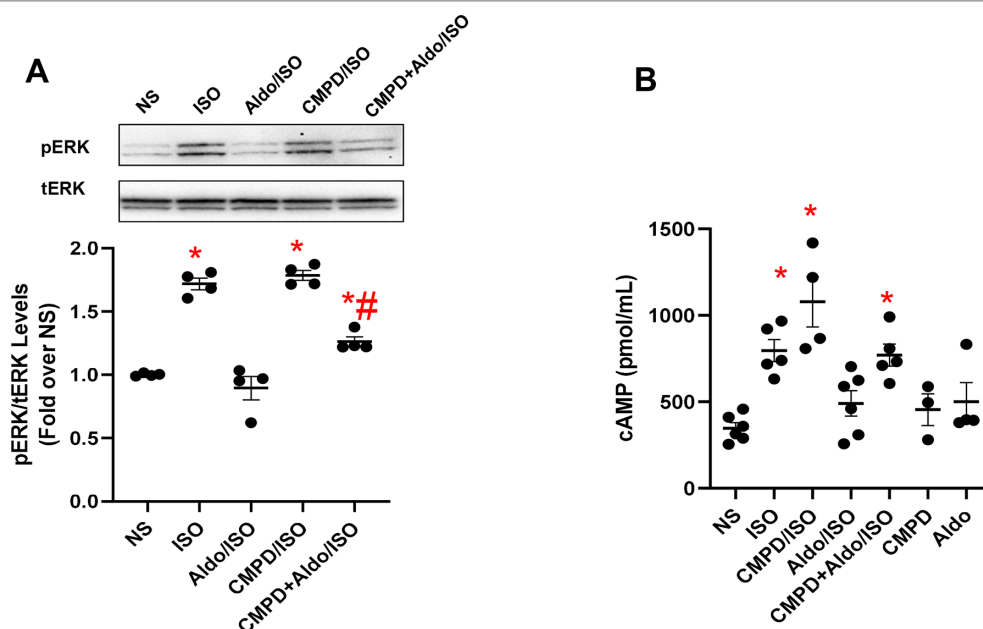 A
NS
ISO
Aldo/ISO
CMPD/ISO
CMPD+Aldo/ISO
pERK
tERK
pERK/tERK Levels
(Fold over NS)
2.0
1.5
1.0
0.5
0.0
*
*
*#
NS
ISO
Aldo/ISO
CMPD/ISO
CMPD+Aldo/ISO
B
cAMP (pmol/mL)
1500
1000
500
0
*
*
*
NS
ISO
CMPD/ISO
Aldo/ISO
CMPD+Aldo/ISO
CMPD
Aldo